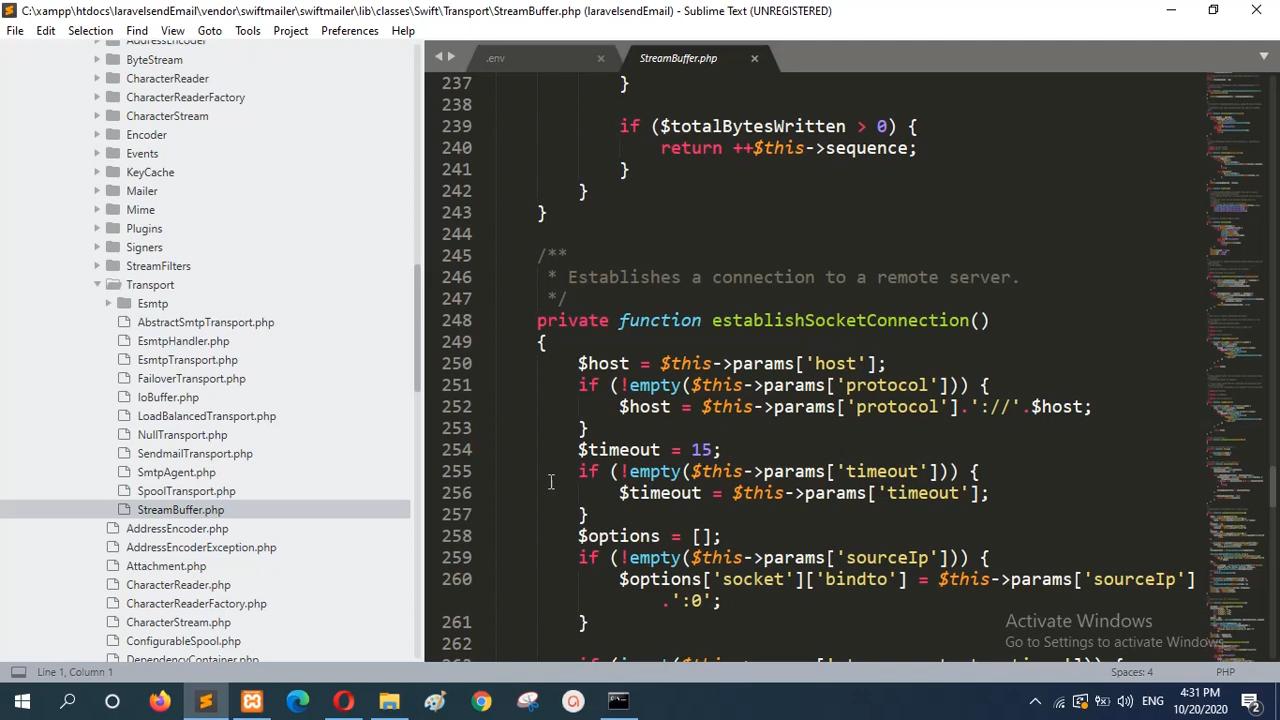 C:\xampp\htdocs\laravelsendEmail\vendor\swiftmailer\swiftmailer\lib\classes\Swift\Transport\StreamBuffer.php (laravelsendEmail) - Sublime Text (UNREGISTERED)
File Edit Selection Find View Goto Tools Project Preferences Help
AddressEncoder
ByteStream
CharacterReader
CharacterReaderFactory
CharacterStream
Encoder
Events
KeyCache
Mailer
Mime
Plugins
Signers
StreamFilters
Transport
Esmtp
AbstractSmtpTransport.php
EsmtpHandler.php
EsmtpTransport.php
FailoverTransport.php
IoBuffer.php
LoadBalancedTransport.php
NullTransport.php
SendmailTransport.php
SmtpAgent.php
SpoolTransport.php
StreamBuffer.php
AddressEncoder.php
AddressEncoderException.php
Attachment.php
CharacterReader.php
CharacterReaderFactory.php
CharacterStream.php
ConfigurableSpool.php
DependencyContainer.php
.env
StreamBuffer.php
237 }
238
239 if ($totalBytesWritten > 0) {
240 return ++$this->sequence;
241 }
242 }
243 }
244
245 /**
246 * Establishes a connection to a remote server.
247 */
248 private function establishSocketConnection()
249 {
250 $host = $this->params['host'];
251 if (!empty($this->params['protocol'])) {
252 $host = $this->params['protocol'].'://'.$host;
253 }
254 $timeout = 15;
255 if (!empty($this->params['timeout'])) {
256 $timeout = $this->params['timeout'];
257 }
258 $options = [];
259 if (!empty($this->params['sourceIp'])) {
260 $options['socket']['bindto'] = $this->params['sourceIp']
.':0';
261 }
262
Activate Windows
Go to Settings to activate Windows.
Line 1, Column 1
Spaces: 4
PHP
ENG
4:31 PM
10/20/2020
2